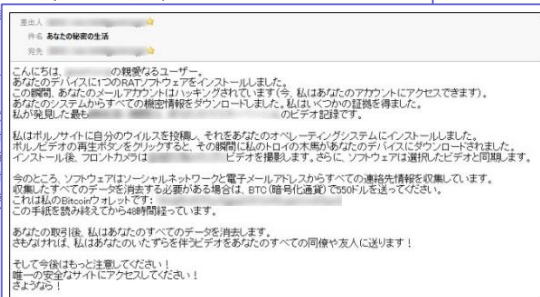 差出人
件名 あなたの秘密の生活
宛先
こんにちは、 の親愛なるユーザー。
あなたのデバイスに1つのRATソフトウェアをインストールしました。
この瞬間、あなたのメールアカウントはハッキングされています(今、私はあなたのアカウントにアクセスできます)。
あなたのシステムからすべての機密情報をダウンロードしました。私はいくつかの証拠を得ました。
私が発見した最も のビデオ記録です。
私はポルノサイトに自分のウイルスを投稿し、それをあなたのオペレーティングシステムにインストールしました。
ポルノビデオの再生ボタンをクリックすると、その瞬間に私のトロイの木馬があなたのデバイスにダウンロードされました。
インストール後、フロントカメラは ビデオを撮影します。さらに、ソフトウェアは選択したビデオと同期します。
今のところ、ソフトウェアはソーシャルネットワークと電子メールアドレスからすべての連絡先情報を収集しています。
収集したすべてのデータを消去する必要がある場合は、BTC(暗号化通貨)で550ドルを送ってください。
これは私のBitcoinウォレットです:
この手紙を読み終えてから48時間経っています。
あなたの取引後、私はあなたのすべてのデータを消去します。
さもなければ、私はあなたのいたずらを伴うビデオをあなたのすべての同僚や友人に送ります!
そして今後はもっと注意してください!
唯一の安全なサイトにアクセスしてください!
さようなら!